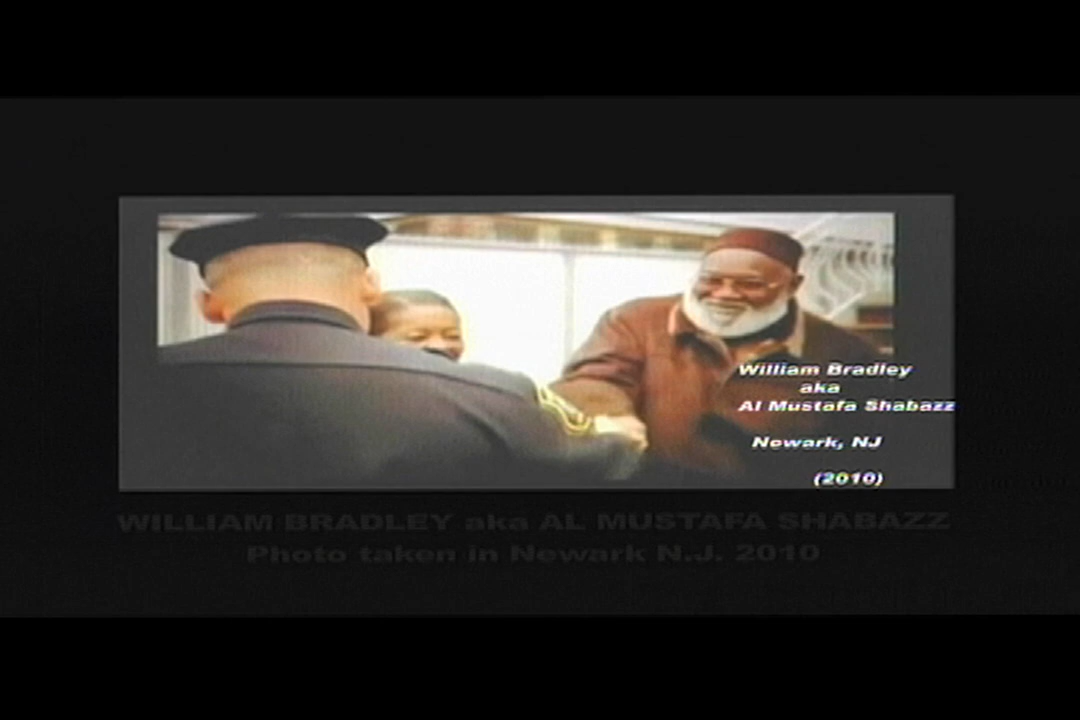 William Bradley
aka
Al Mustafa Shabazz
Newark, NJ
(2010)
WILLIAM BRADLEY aka AL MUSTAFA SHABAZZ
Photo taken in Newark N.J. 2010